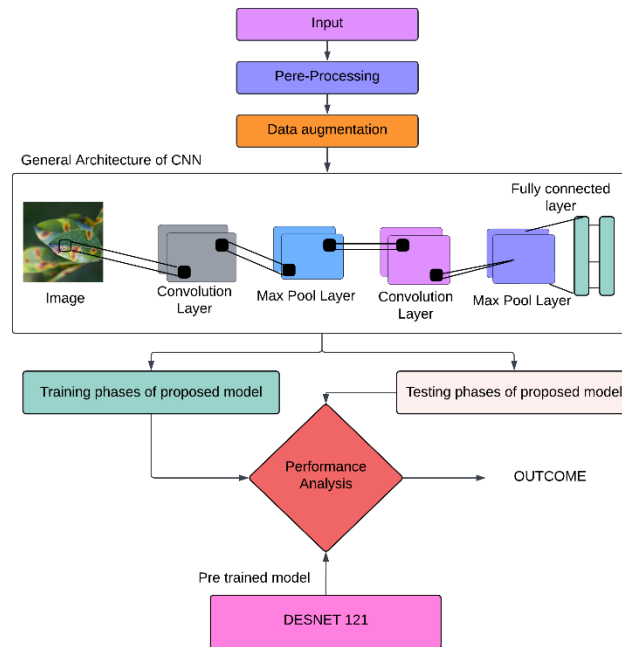 Input
Pere-Processing
Data augmentation
General Architecture of CNN
Fully connected
layer
Image
Convolution
Layer
Max Pool Layer
Convolution
Layer
Max Pool Layer
Training phases of proposed model
Testing phases of proposed model
Performance
Analysis
OUTCOME
Pre trained model
DESNET 121